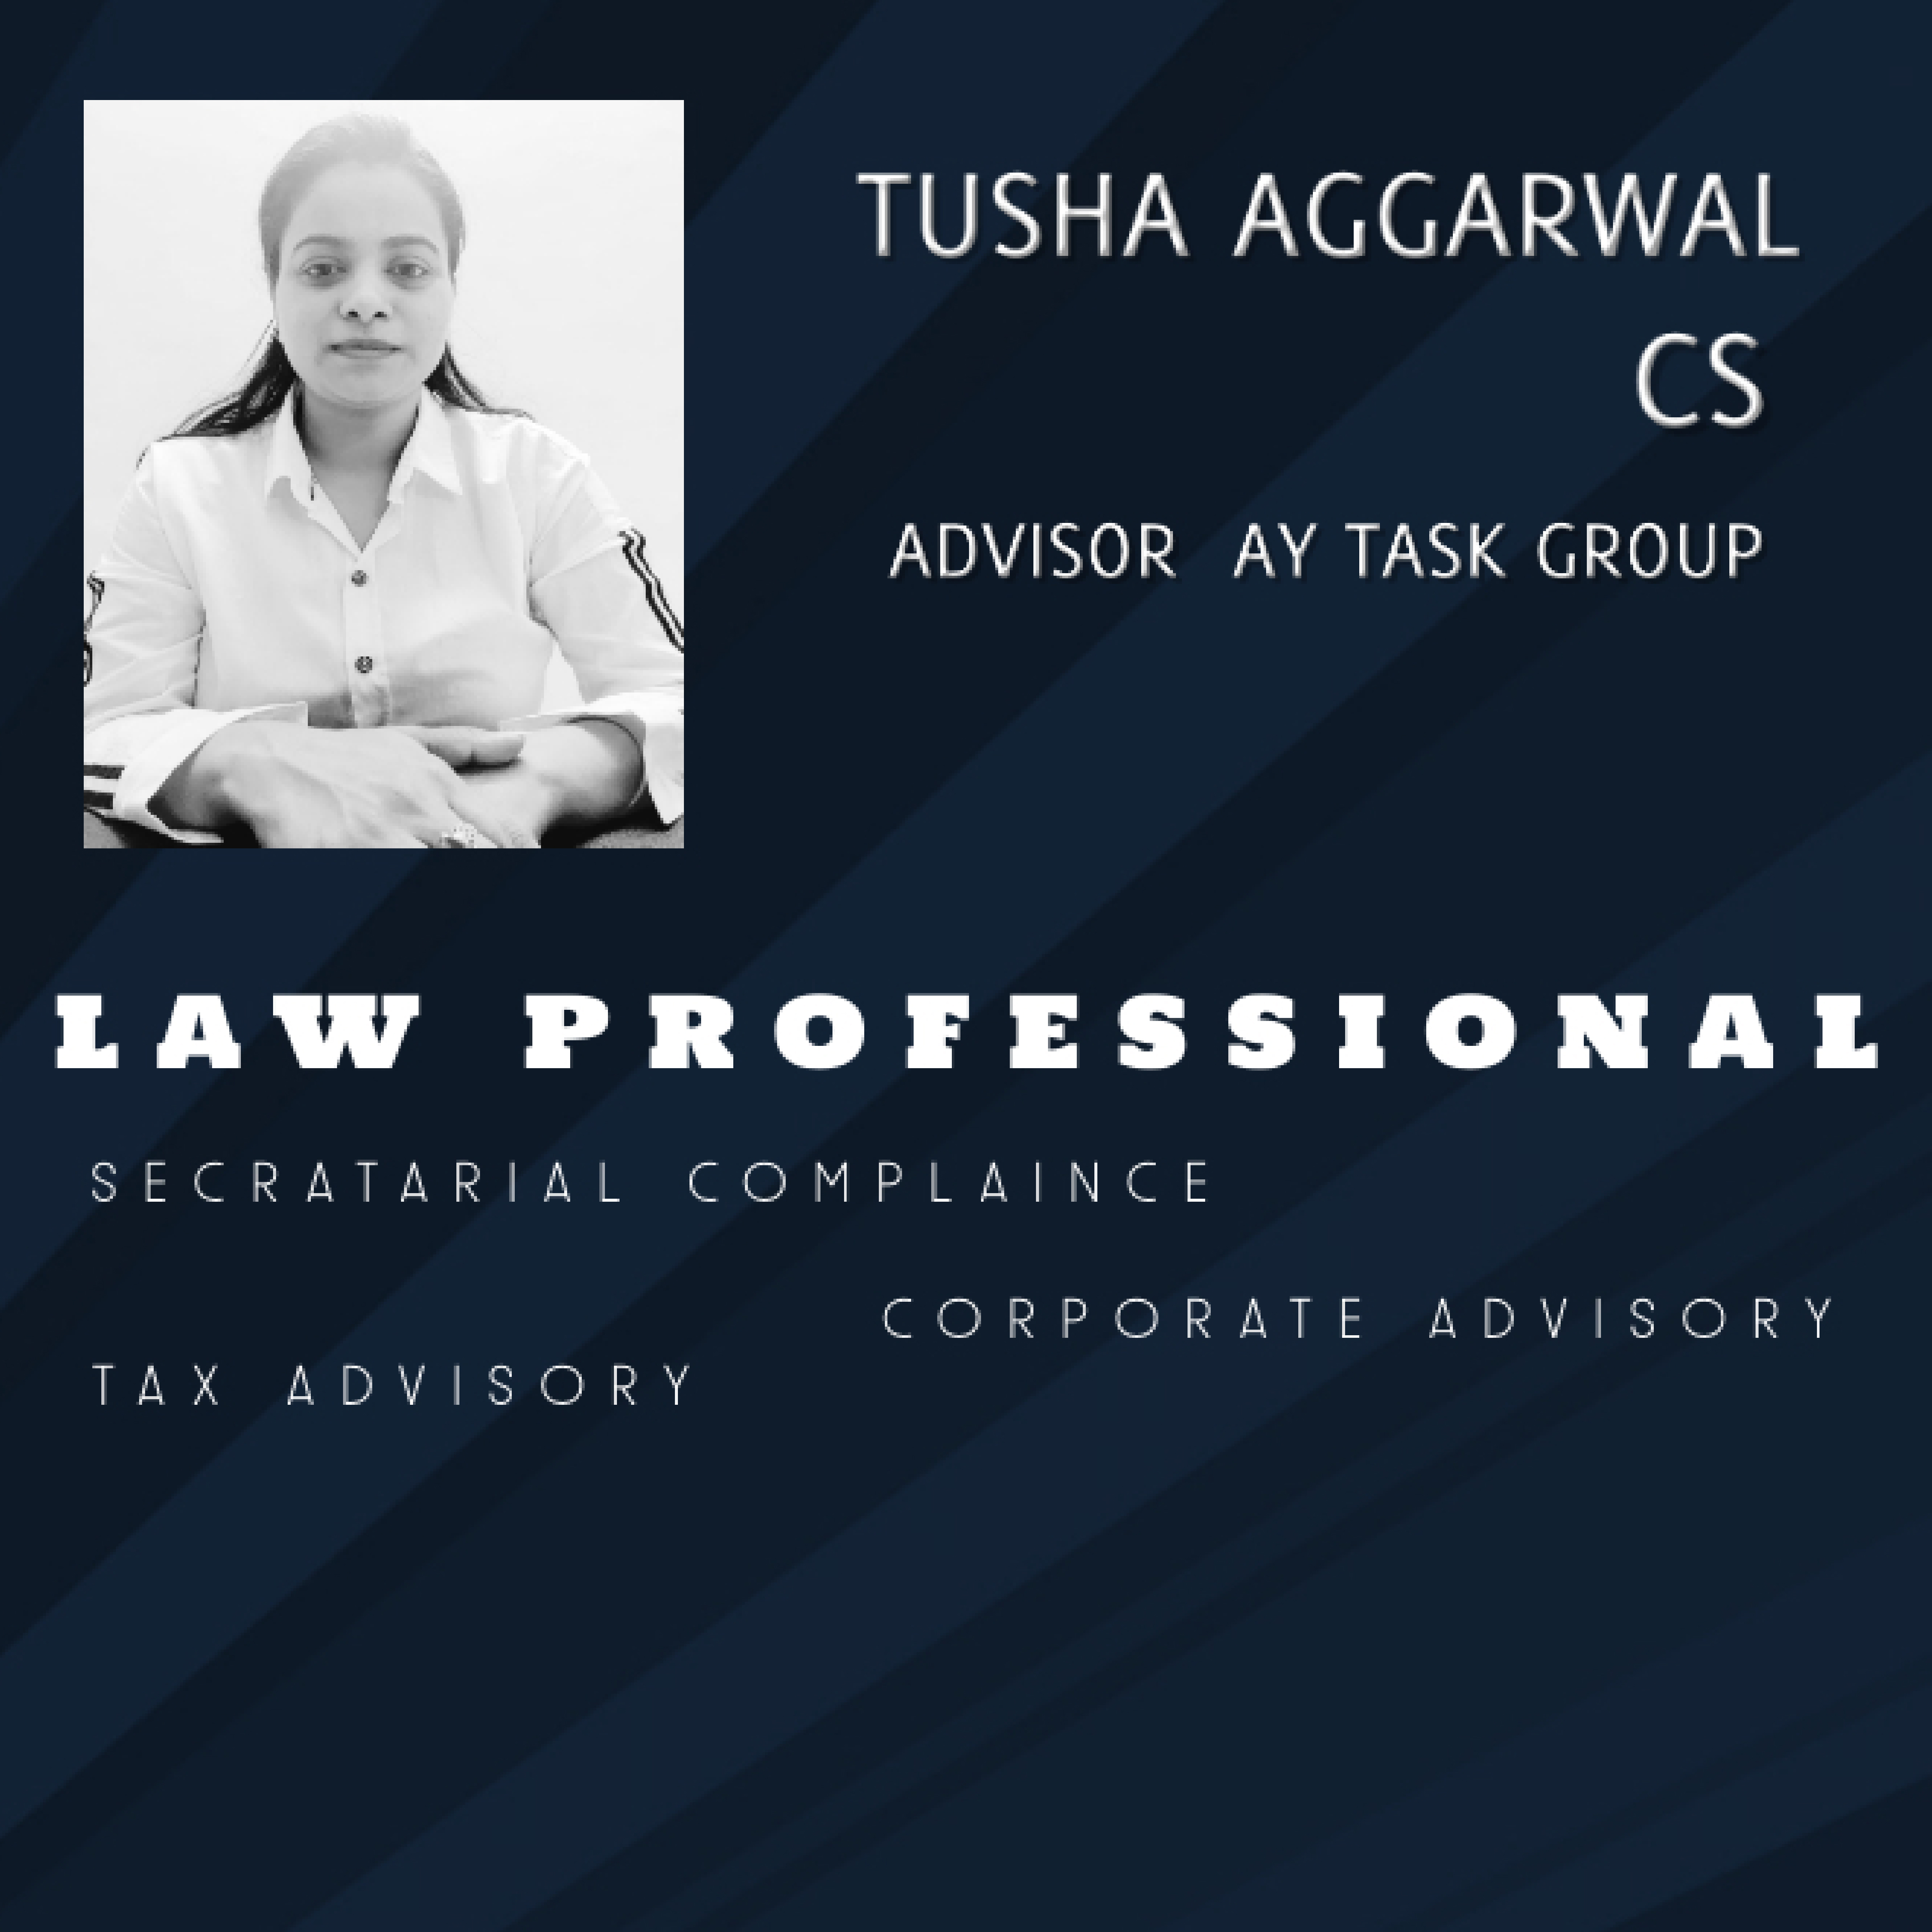 TUSHA AGGARWAL
CS
ADVISOR AY TASK GROUP
LAW PROFESSIONAL
SECRATARIAL COMPLAINCE
CORPORATE ADVISORY
TAX ADVISORY